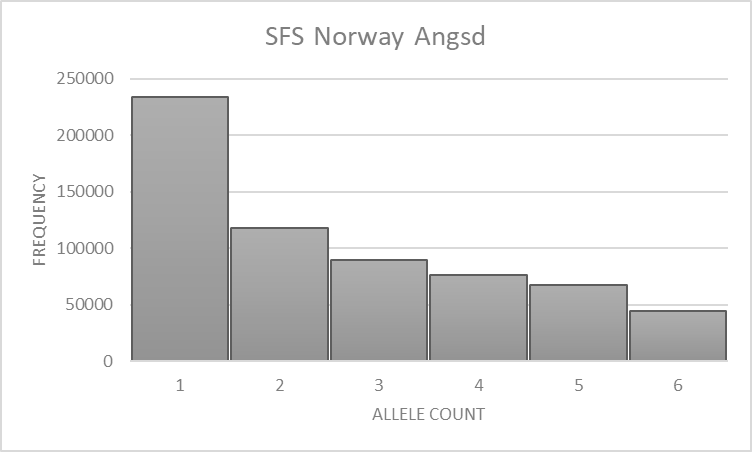 SFS Norway Angsd
250000
200000
150000
100000
50000
0
FREQUENCY
1 2 3 4 5 6
ALLELE COUNT